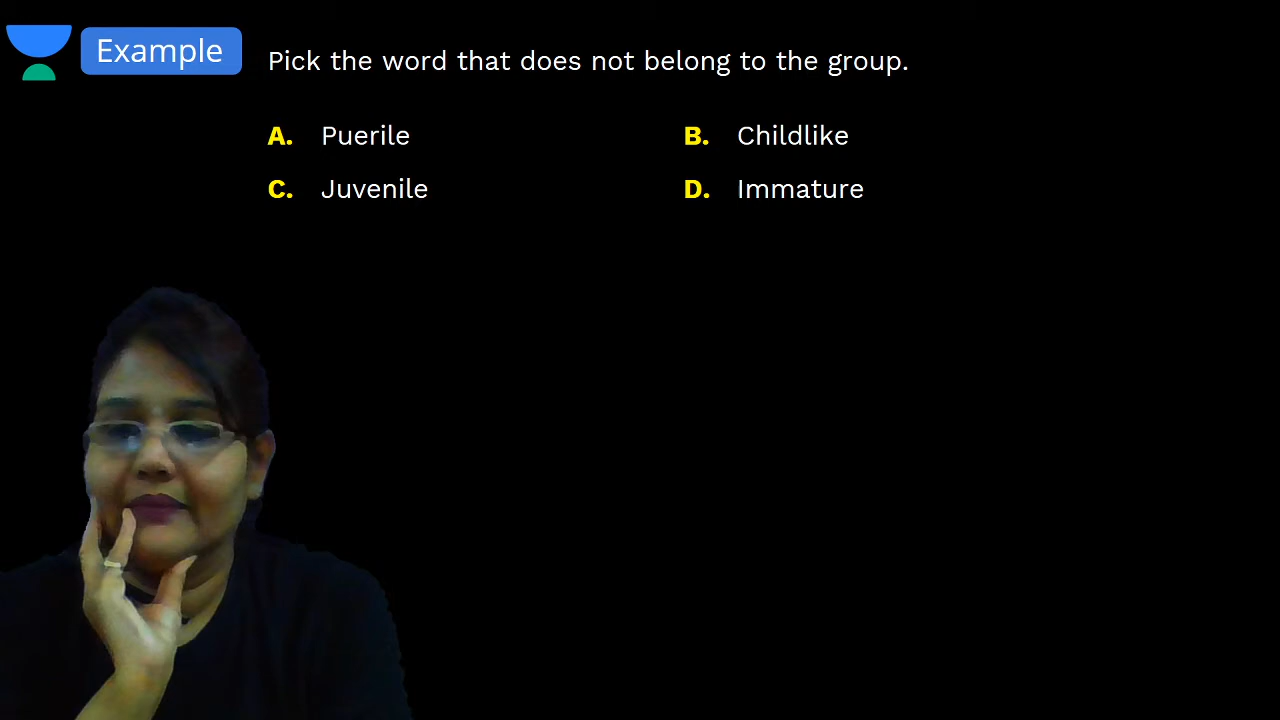 Example
Pick the word that does not belong to the group.
A. Puerile B. Childlike
C. Juvenile D. Immature